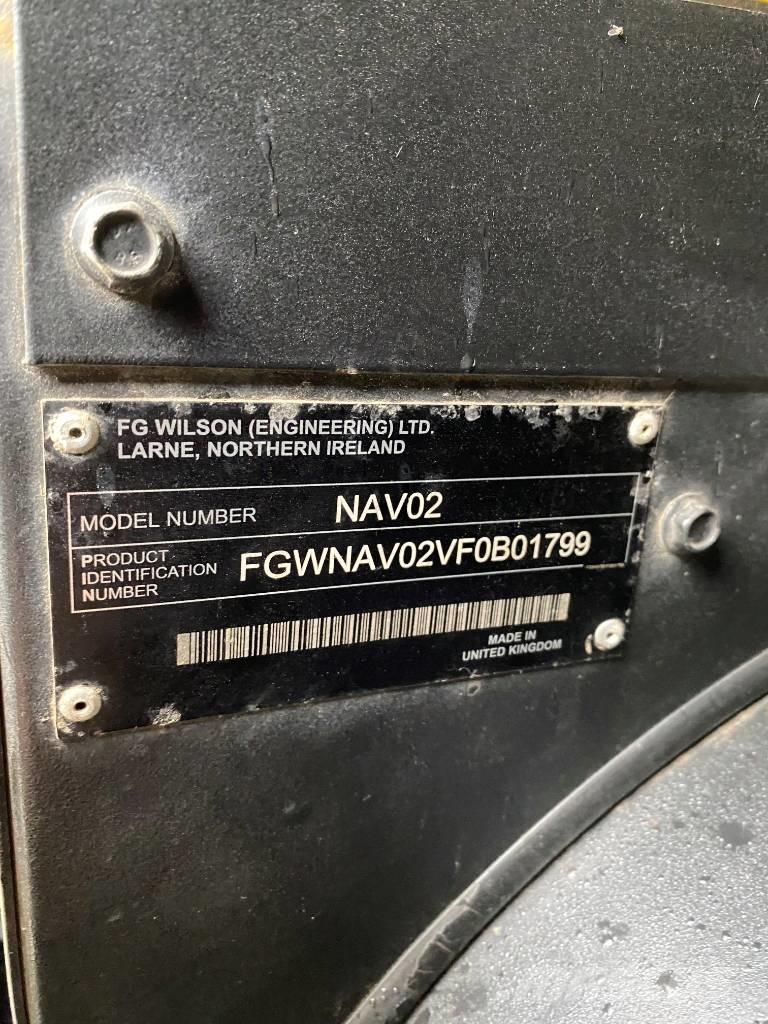 FG WILSON (ENGINEERING) LTD.
LARNE, NORTHERN IRELAND
MODEL NUMBER NAV02
PRODUCT
IDENTIFICATION
NUMBER
FGWNAV02VF0B01799
MADE IN
UNITED KINGDOM